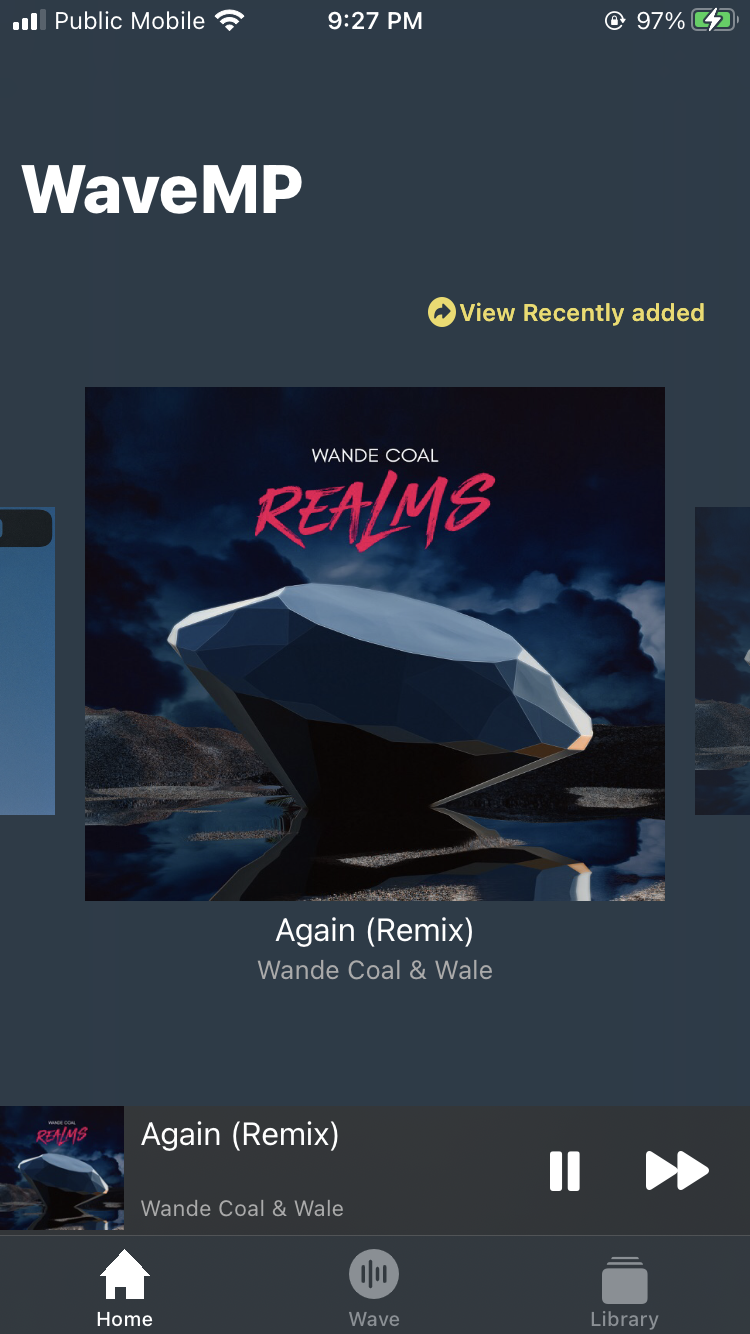 Public Mobile 9:27 PM 97%
WaveMP
View Recently added
WANDE COAL
REALMS
Again (Remix)
Wande Coal & Wale
WANDE COAL
REALMS
Again (Remix)
Wande Coal & Wale
Home Wave Library